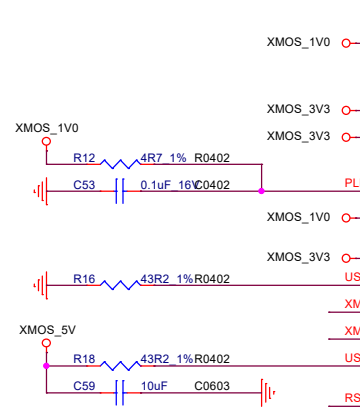 XMOS_1V0
XMOS_3V3
XMOS_1V0
XMOS_3V3
R12 4R7_1% R0402
C53 0.1uF_16V C0402
PL
XMOS_1V0
XMOS_3V3
R16 43R2_1% R0402
US
XM
XMOS_5V
XM
R18 43R2_1% R0402
US
C59 10uF C0603
RS